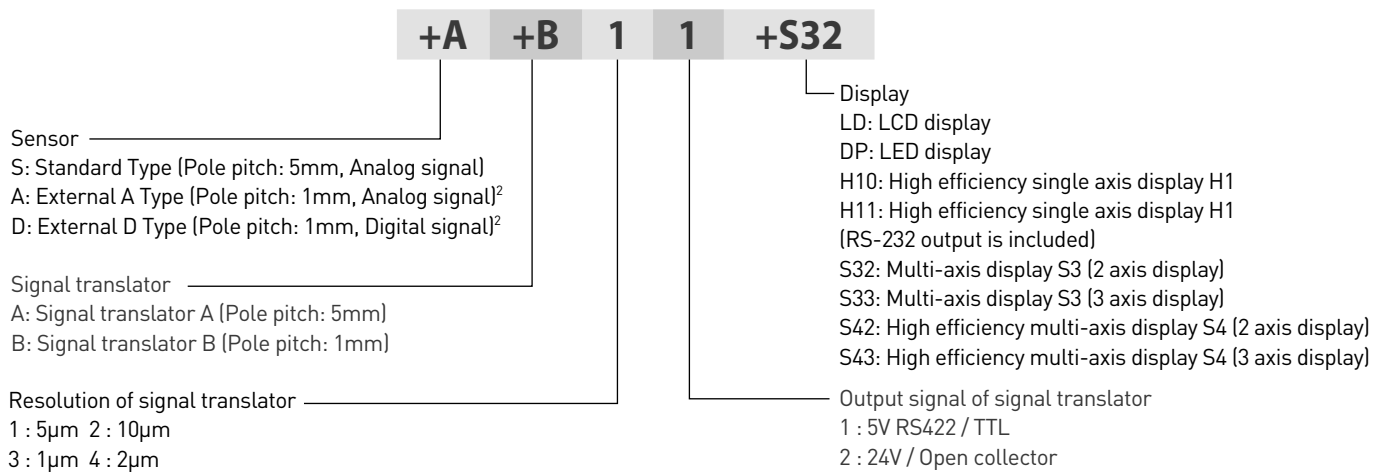 +A +B 1 1 +S32
Sensor
S: Standard Type (Pole pitch: 5mm, Analog signal)
A: External A Type (Pole pitch: 1mm, Analog signal)²
D: External D Type (Pole pitch: 1mm, Digital signal)²
Signal translator
A: Signal translator A (Pole pitch: 5mm)
B: Signal translator B (Pole pitch: 1mm)
Resolution of signal translator
1 : 5µm 2 : 10µm
3 : 1µm 4 : 2µm
Display
LD: LCD display
DP: LED display
H10: High efficiency single axis display H1
H11: High efficiency single axis display H1
(RS-232 output is included)
S32: Multi-axis display S3 (2 axis display)
S33: Multi-axis display S3 (3 axis display)
S42: High efficiency multi-axis display S4 (2 axis display)
S43: High efficiency multi-axis display S4 (3 axis display)
Output signal of signal translator
1 : 5V RS422 / TTL
2 : 24V / Open collector